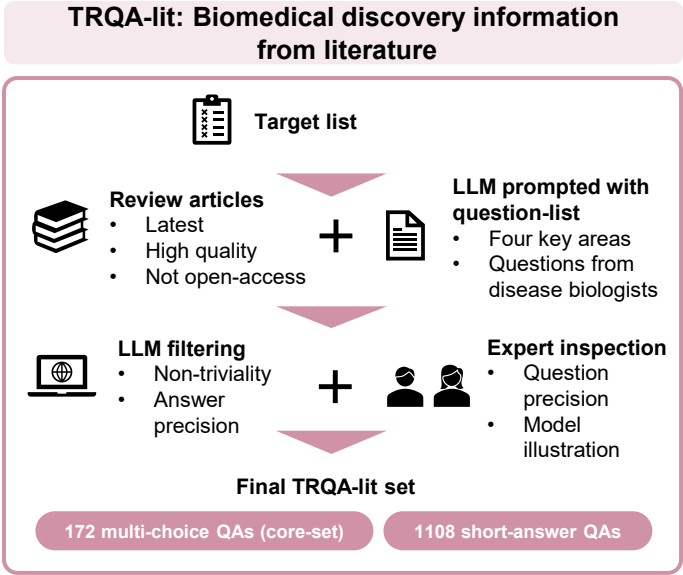 TRQA-lit: Biomedical discovery information
from literature
Target list
Review articles
• Latest
• High quality
• Not open-access
+
LLM prompted with
question-list
• Four key areas
• Questions from
disease biologists
LLM filtering
• Non-triviality
• Answer
precision
+
Expert inspection
• Question
precision
• Model
illustration
Final TRQA-lit set
172 multi-choice QAs (core-set)
1108 short-answer QAs